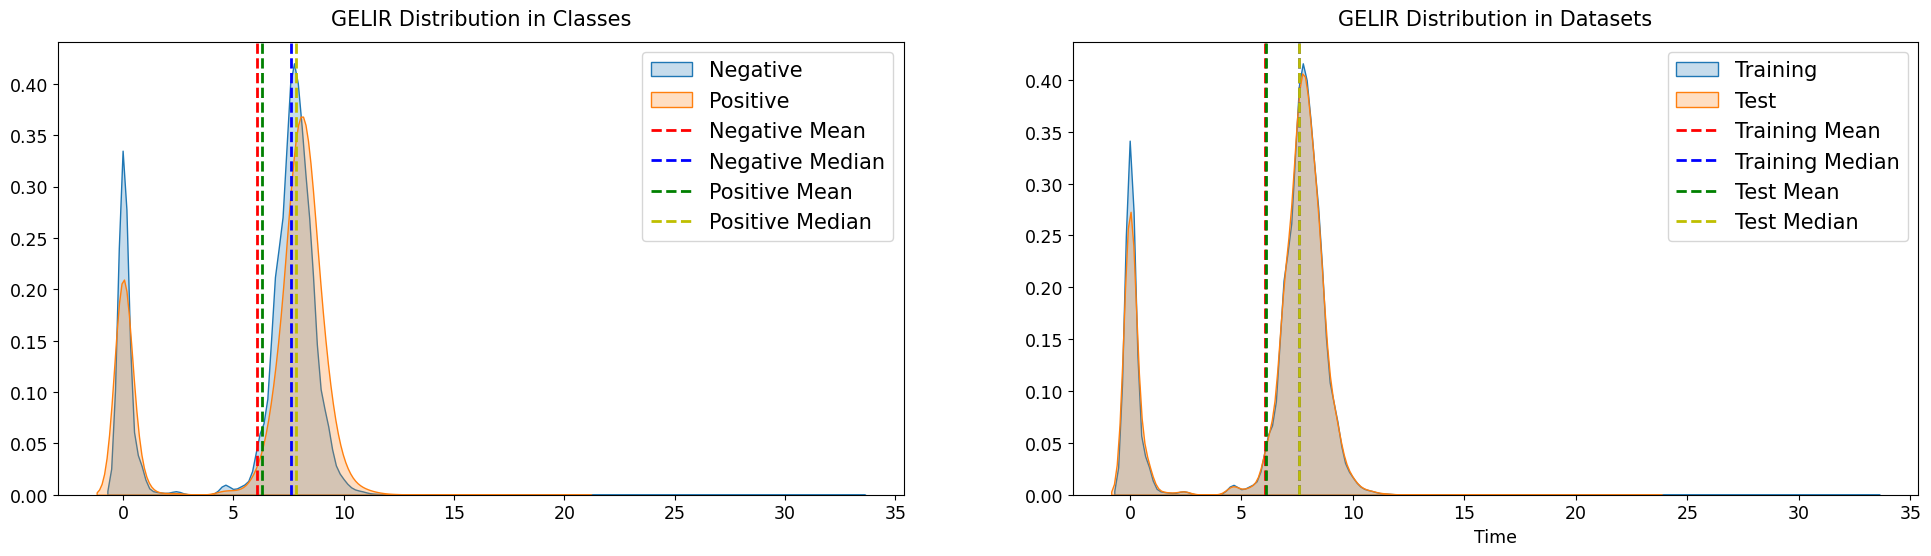 GELIR Distribution in Classes
0.40
0.35
0.30
0.25
0.20
0.15
0.10
0.05
0.00
0 5 10 15 20 25 30 35
Negative
Positive
Negative Mean
Negative Median
Positive Mean
Positive Median
GELIR Distribution in Datasets
0.40
0.35
0.30
0.25
0.20
0.15
0.10
0.05
0.00
0 5 10 15 20 25 30 35
Time
Training
Test
Training Mean
Training Median
Test Mean
Test Median